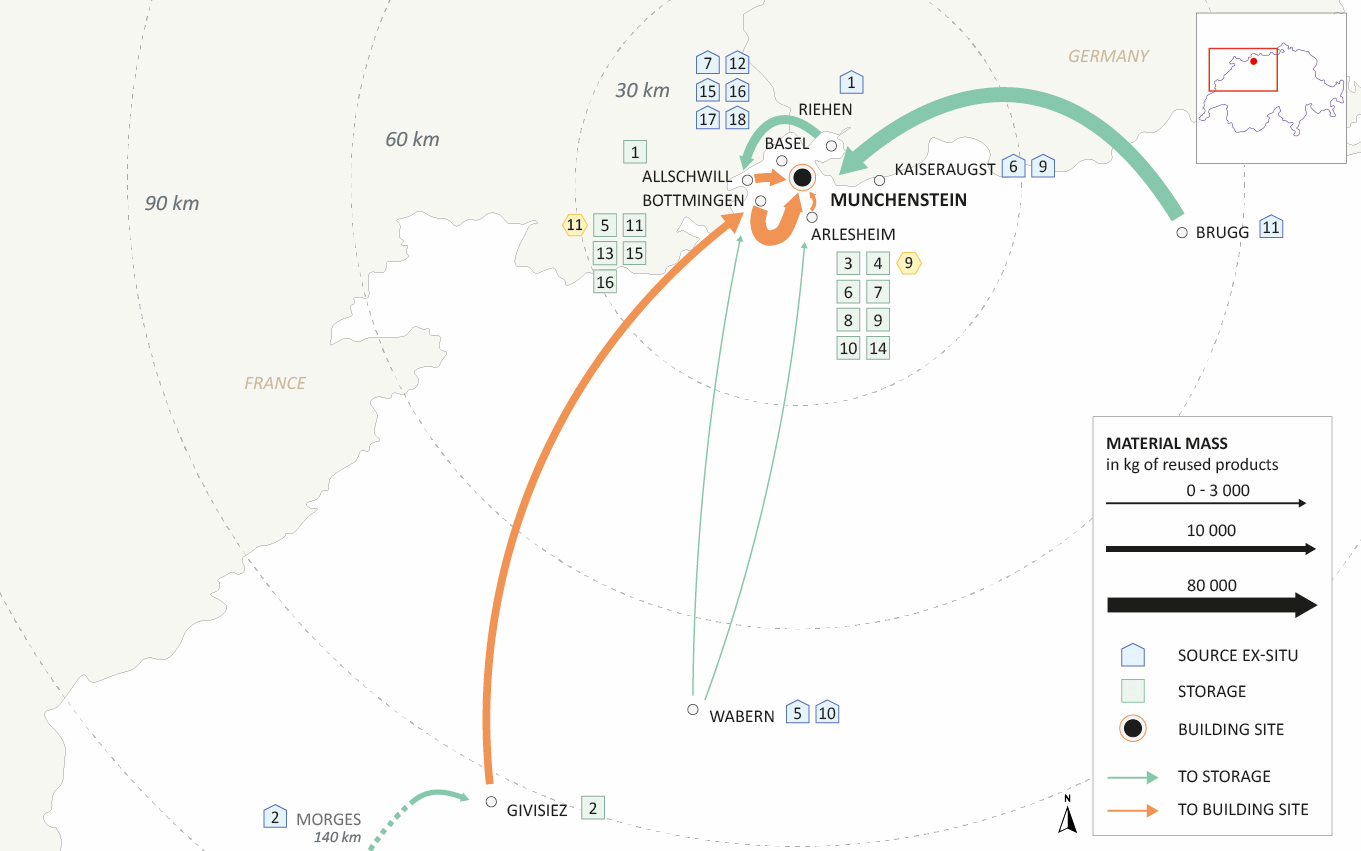 GERMANY
7 12
15 16
17 18
1
30 km
RIEHEN
60 km
BASEL
1
ALLSCHWILL
KAISERAUGST 6 9
90 km
BOTTMINGEN
MUNCHENSTEIN
11 5 11
13 15
16
ARLESHEIM
BRUGG 11
3 4 9
6 7
8 9
10 14
FRANCE
MATERIAL MASS
in kg of reused products
0 - 3 000
10 000
80 000
SOURCE EX-SITU
STORAGE
BUILDING SITE
TO STORAGE
TO BUILDING SITE
WABERN 5 10
GIVISIEZ 2
2 MORGES
140 km
N